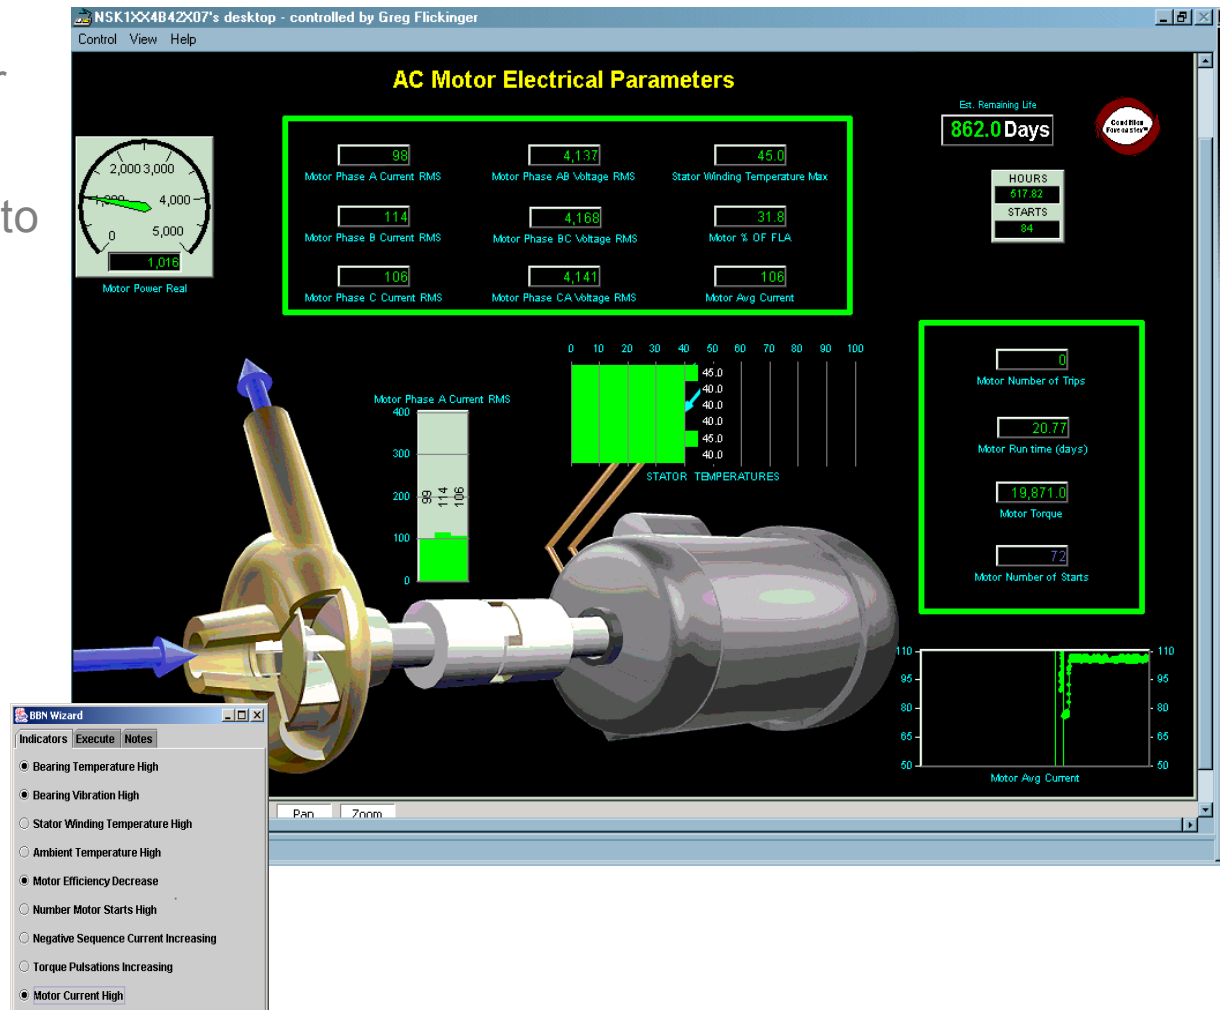 r
to
NSK1XX4B42X07's desktop - controlled by Greg Flickinger
Control View Help
AC Motor Electrical Parameters
Est. Remaining Life
862.0 Days
Condition
Forecaster™
HOURS
517.82
STARTS
84
2,000 3,000
1,000 4,000
0 5,000
1,016
Motor Power Real
98 4,137 45.0
Motor Phase A Current RMS Motor Phase AB Voltage RMS Stator Winding Temperature Max
114 4,168 31.8
Motor Phase B Current RMS Motor Phase BC Voltage RMS Motor % OF FLA
106 4,141 106
Motor Phase C Current RMS Motor Phase CA Voltage RMS Motor Avg Current
0 10 20 30 40 50 60 70 80 90 100
45.0
40.0
40.0
40.0
45.0
40.0
STATOR TEMPERATURES
Motor Phase A Current RMS
400
300
200
100
0
99
114
106
0
Motor Number of Trips
20.77
Motor Run time (days)
19,871.0
Motor Torque
72
Motor Number of Starts
110 110
95 95
80 80
65 65
50 50
Motor Avg Current
Pan Zoom
BBN Wizard
Indicators Execute Notes
Bearing Temperature High
Bearing Vibration High
Stator Winding Temperature High
Ambient Temperature High
Motor Efficiency Decrease
Number Motor Starts High
Negative Sequence Current Increasing
Torque Pulsations Increasing
Motor Current High